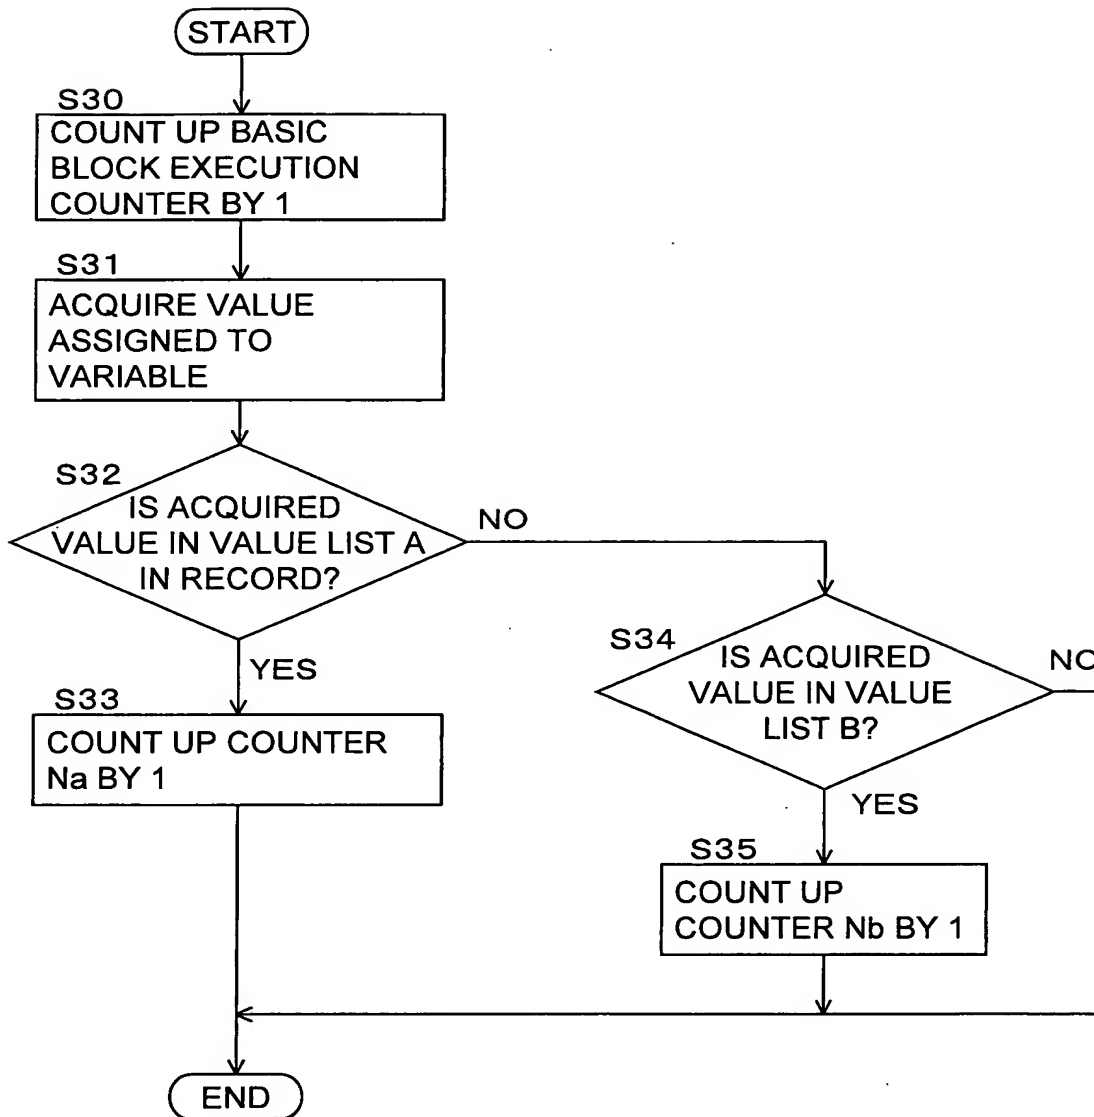 START
S30
COUNT UP BASIC
BLOCK EXECUTION
COUNTER BY 1
S31
ACQUIRE VALUE
ASSIGNED TO
VARIABLE
S32
IS ACQUIRED
VALUE IN VALUE LIST A
IN RECORD?
NO
YES
S33
COUNT UP COUNTER
Na BY 1
S34
IS ACQUIRED
VALUE IN VALUE
LIST B?
NO
YES
S35
COUNT UP
COUNTER Nb BY 1
END